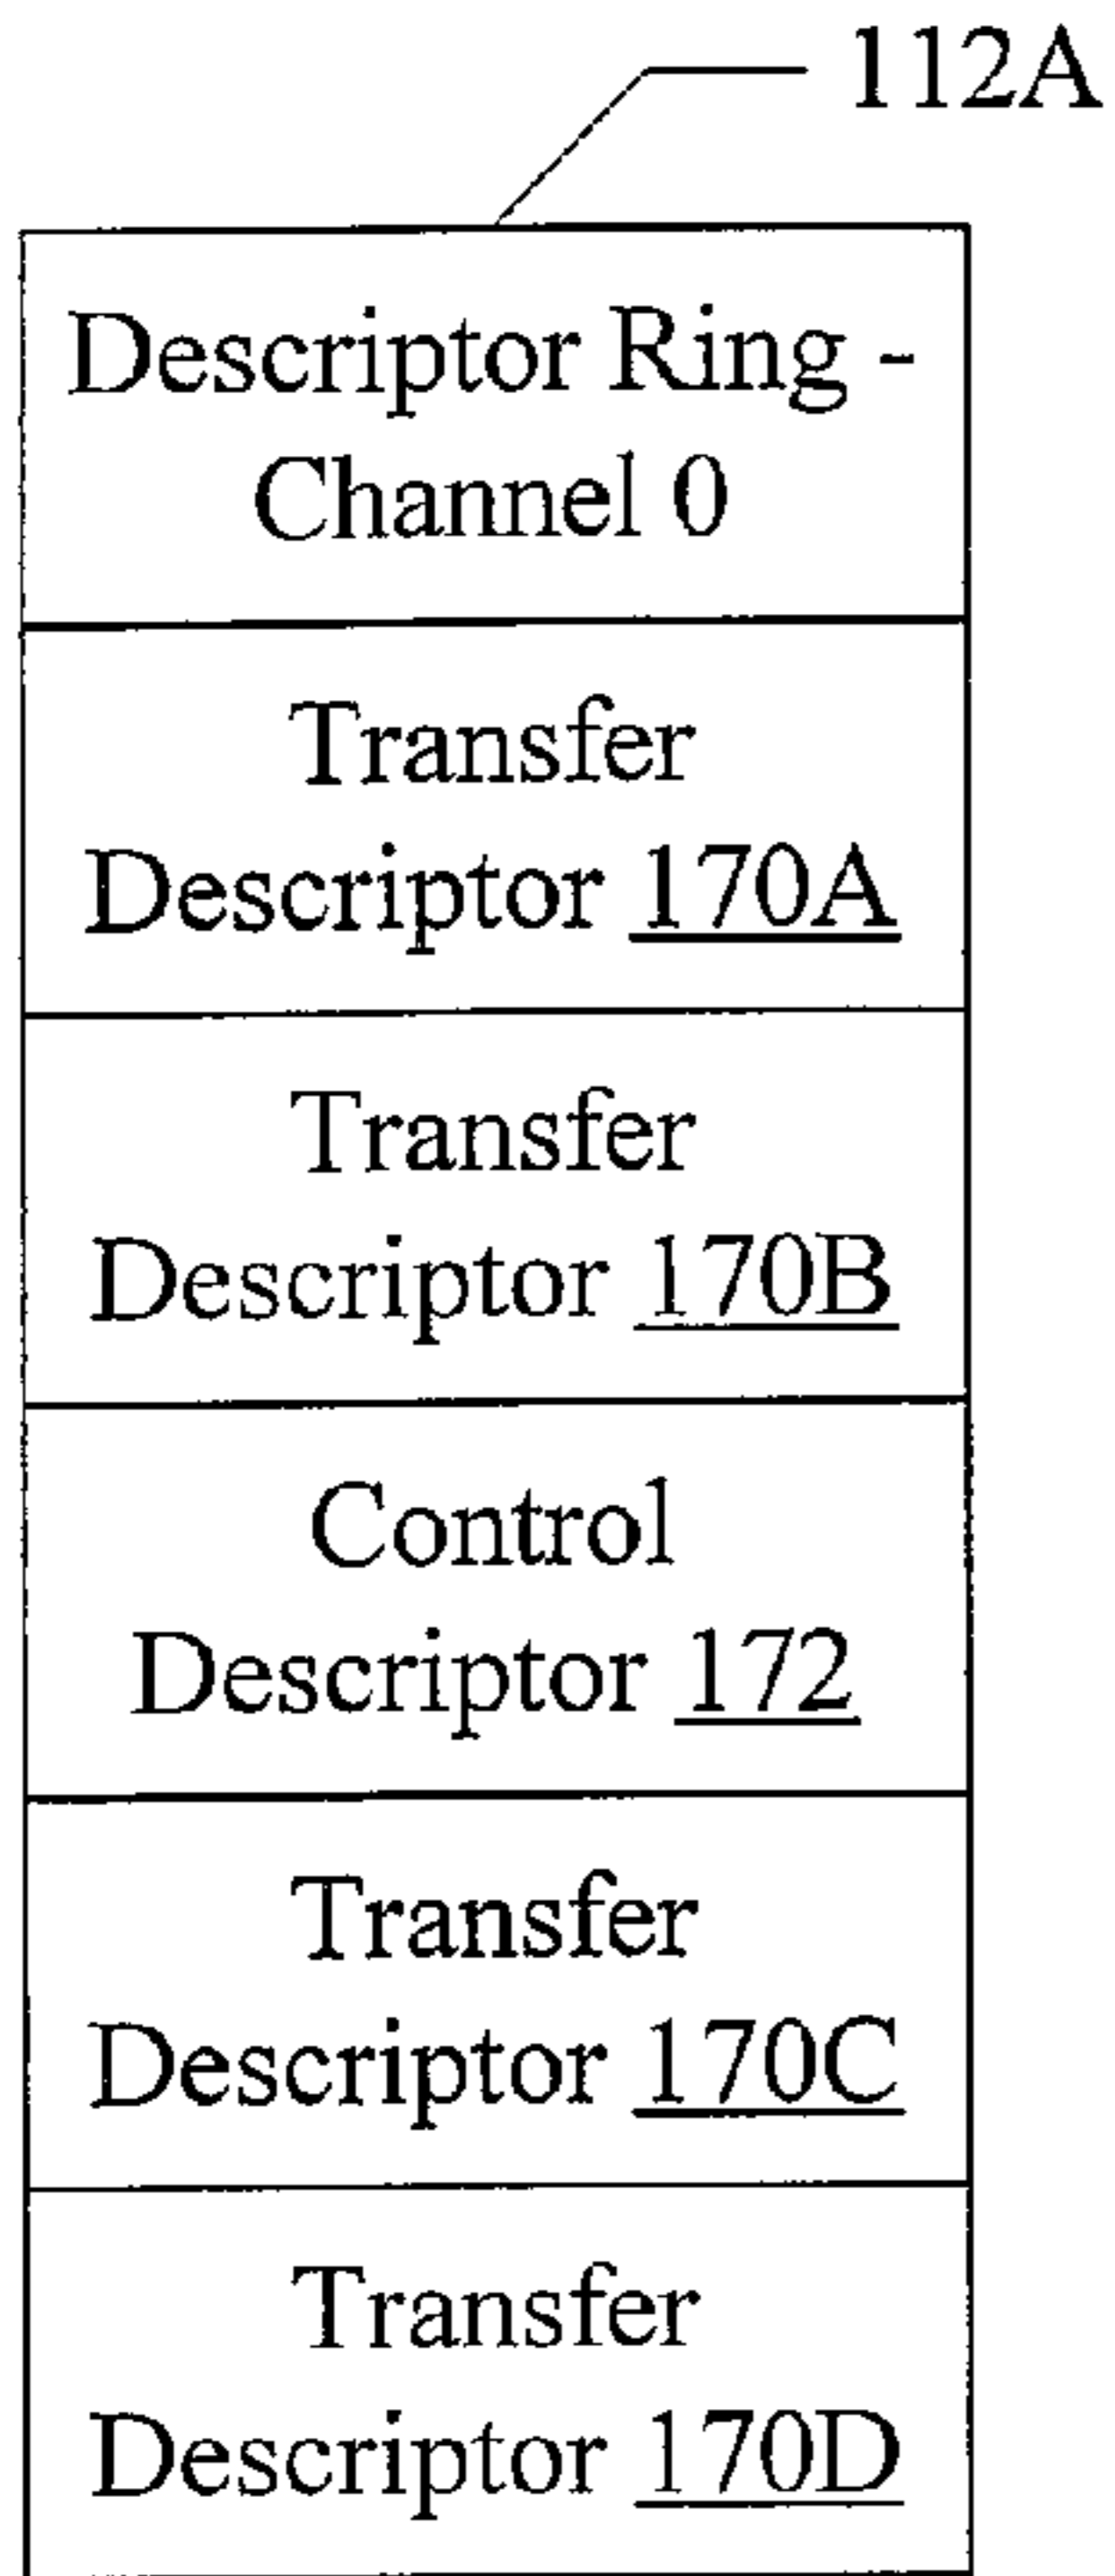 112A
Descriptor Ring -
Channel 0
Transfer
Descriptor 170A
Transfer
Descriptor 170B
Control
Descriptor 172
Transfer
Descriptor 170C
Transfer
Descriptor 170D